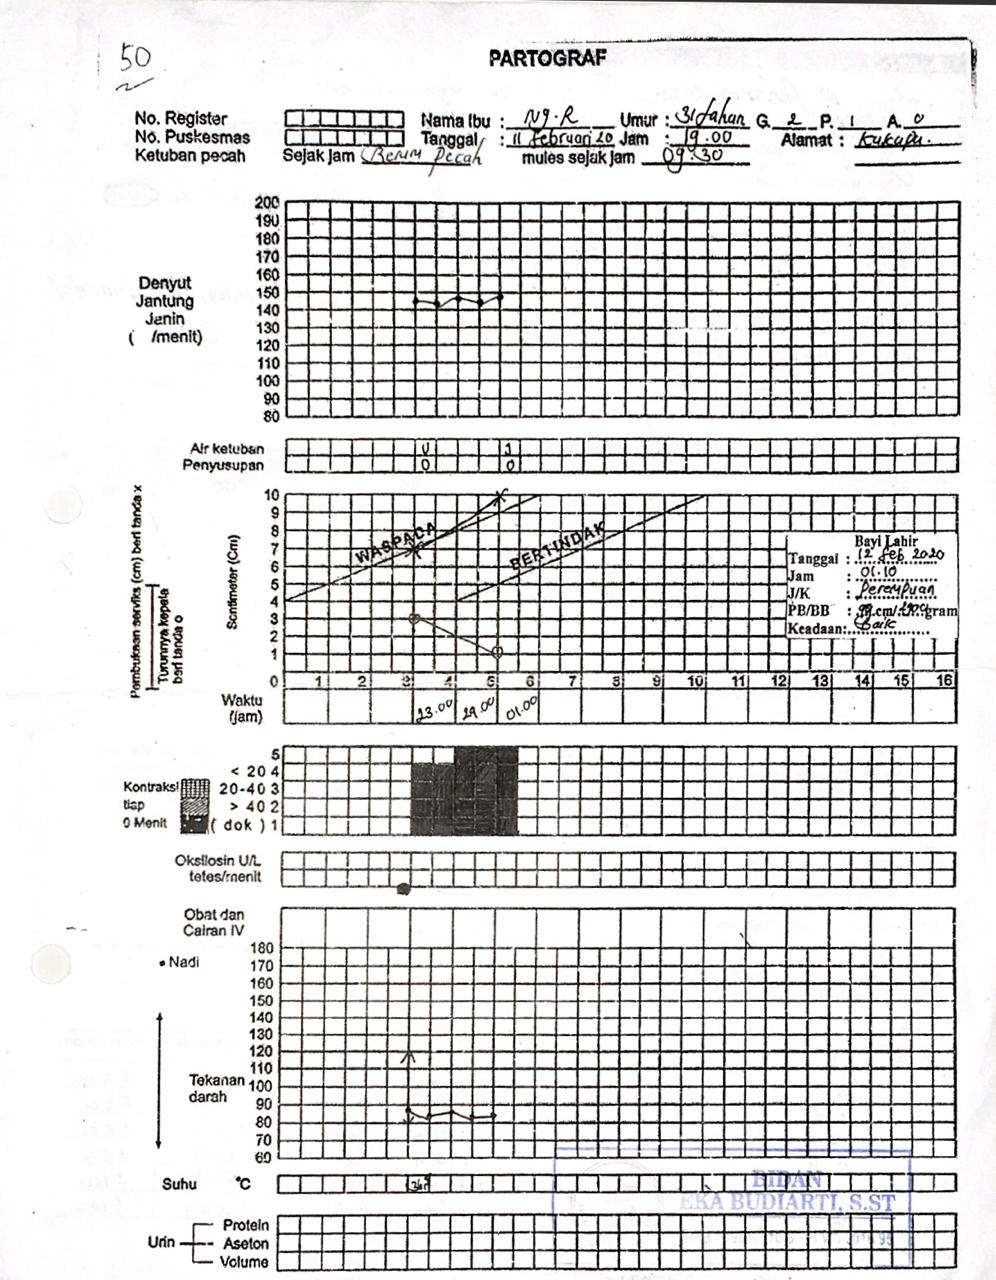 50
PARTOGRAF
No. Register Nama Ibu : Ny. R Umur : 31 tahun G. 2 P. 1 A. 0
No. Puskesmas Tanggal : 11 Februari 20 Jam : 19.00 Alamat : Kukupu.
Ketuban pecah Sejak jam Belum Pecah mules sejak jam 09.30
200
190
180
170
160
150
140
130
120
110
100
90
80
Denyut
Jantung
Janin
( /menit)
Air ketuban U J
Penyusupan 0 0
Pembukaan serviks (cm) beri tanda x
Turunnya kepala
beri tanda o
Sentimeter (Cm)
10
9
8
7
6
5
4
3
2
1
0
WASPADA
BERTINDAK
Bayi Lahir
Tanggal : 12 Feb 2020
Jam : 01.10
J/K : Perempuan
PB/BB : cm/ gram
Keadaan: Baik
1 2 3 4 5 6 7 8 9 10 11 12 13 14 15 16
Waktu
(jam)
23.00 01.00
5
< 20 4
Kontraksi 20-40 3
tiap > 40 2
0 Menit ( dok ) 1
Oksilosin U/L
tetes/menit
Obat dan
Cairan IV
• Nadi
Tekanan
darah
180
170
160
150
140
130
120
110
100
90
80
70
60
Suhu °C
Urin
Protein
Aseton
Volume
BIDAN
EKA BUDIARTI, S.ST